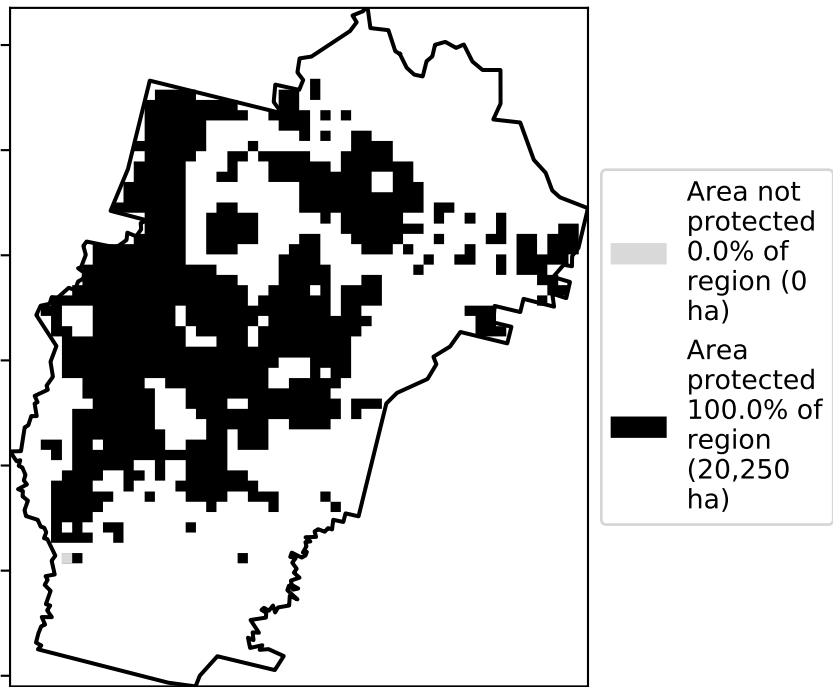 Area not
protected
0.0% of
region (0
ha)
Area
protected
100.0% of
region
(20,250
ha)